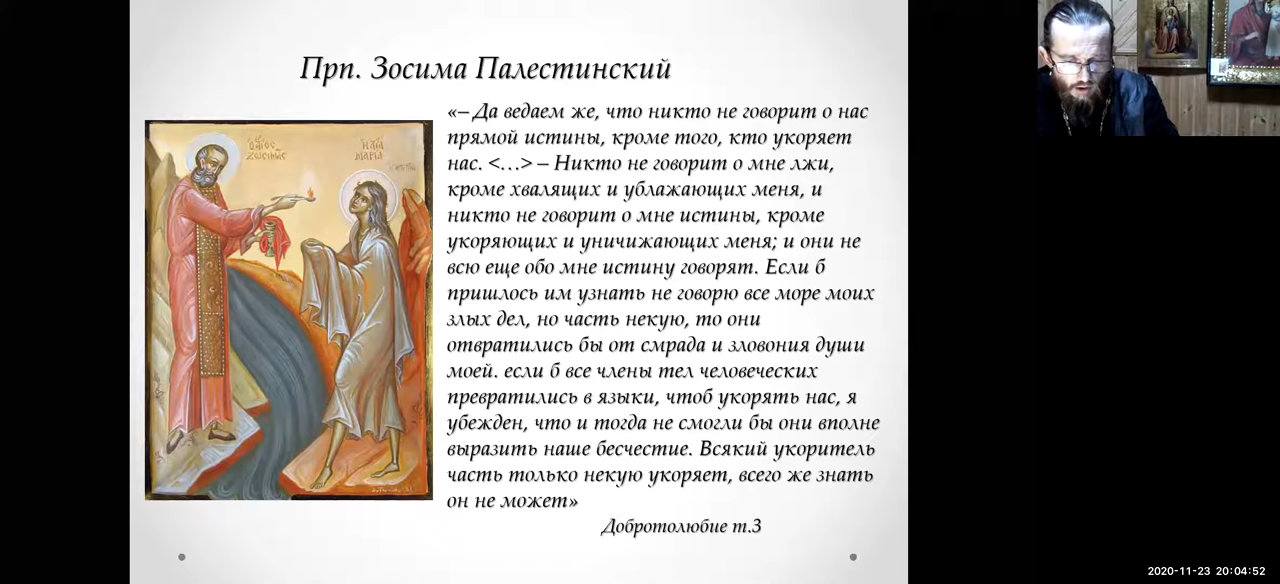 Прп. Зосима Палестинский
«– Да ведаем же, что никто не говорит о нас
прямой истины, кроме того, кто укоряет
нас. <…> – Никто не говорит о мне лжи,
кроме хвалящих и ублажающих меня, и
никто не говорит о мне истины, кроме
укоряющих и уничижающих меня; и они не
всю еще обо мне истину говорят. Если б
пришлось им узнать не говорю все море моих
злых дел, но часть некую, то они
отвратились бы от смрада и зловония души
моей. если б все члены тел человеческих
превратились в языки, чтоб укорять нас, я
убежден, что и тогда не смогли бы они вполне
выразить наше бесчестие. Всякий укоритель
часть только некую укоряет, всего же знать
он не может»
Добротолюбие т.3
2020-11-23 20:04:52